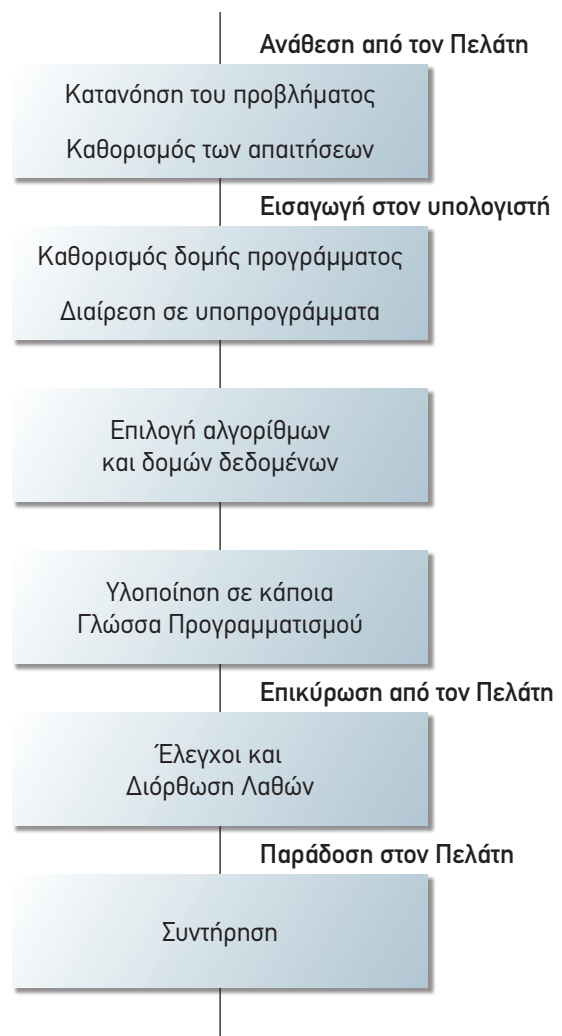 Ανάθεση από τον Πελάτη
Κατανόηση του προβλήματος
Καθορισμός των απαιτήσεων
Εισαγωγή στον υπολογιστή
Καθορισμός δομής προγράμματος
Διαίρεση σε υποπρογράμματα
Επιλογή αλγορίθμων
και δομών δεδομένων
Υλοποίηση σε κάποια
Γλώσσα Προγραμματισμού
Επικύρωση από τον Πελάτη
Έλεγχοι και
Διόρθωση Λαθών
Παράδοση στον Πελάτη
Συντήρηση